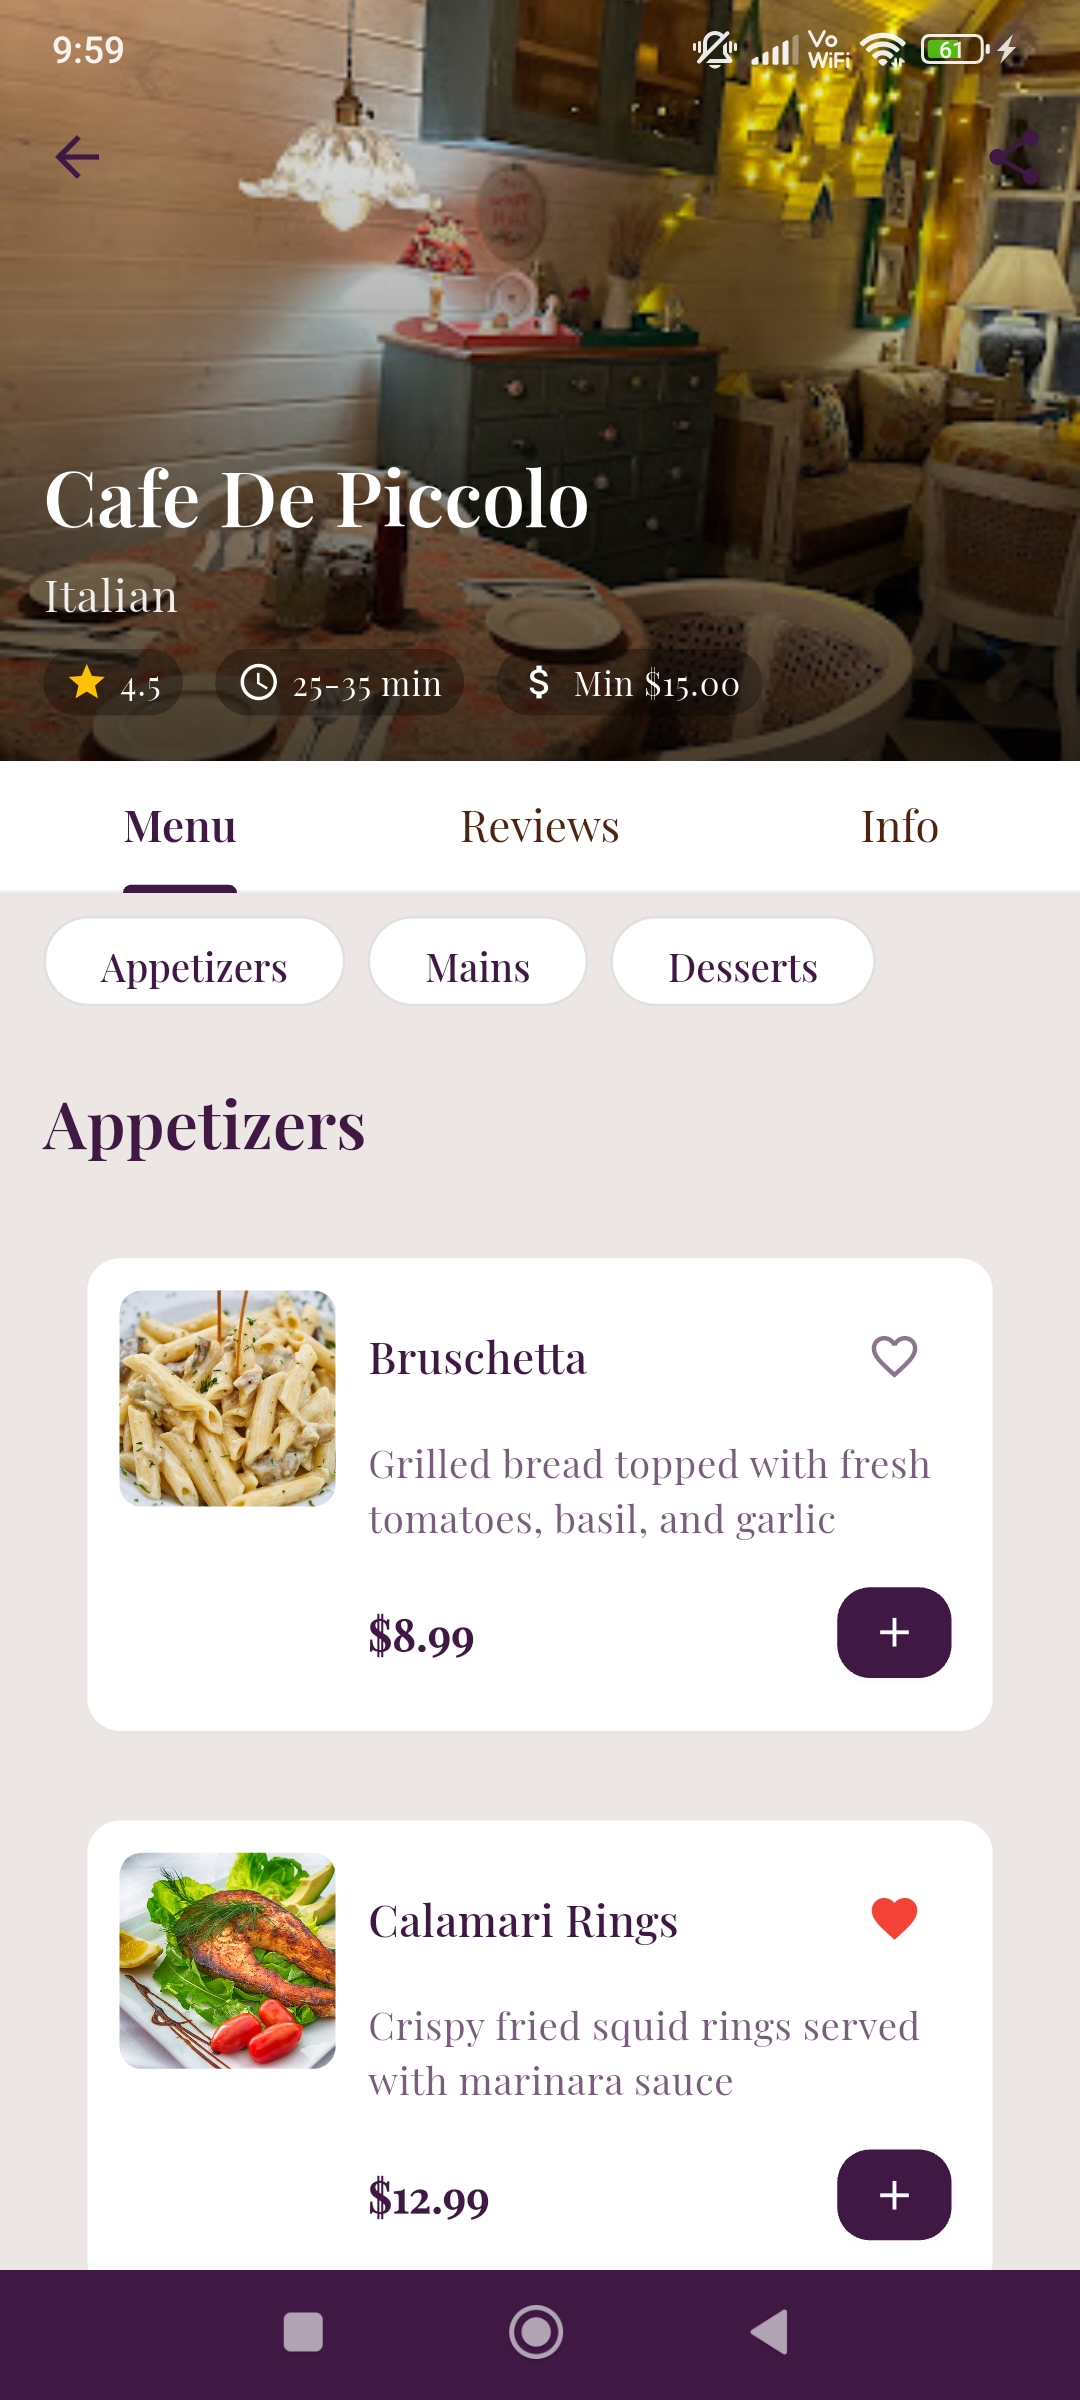 9:59
Vo
WiFi
61
Cafe De Piccolo
Italian
4.5
25-35 min
Min $15.00
Menu
Reviews
Info
Appetizers
Mains
Desserts
Appetizers
Bruschetta
Grilled bread topped with fresh
tomatoes, basil, and garlic
$8.99
Calamari Rings
Crispy fried squid rings served
with marinara sauce
$12.99